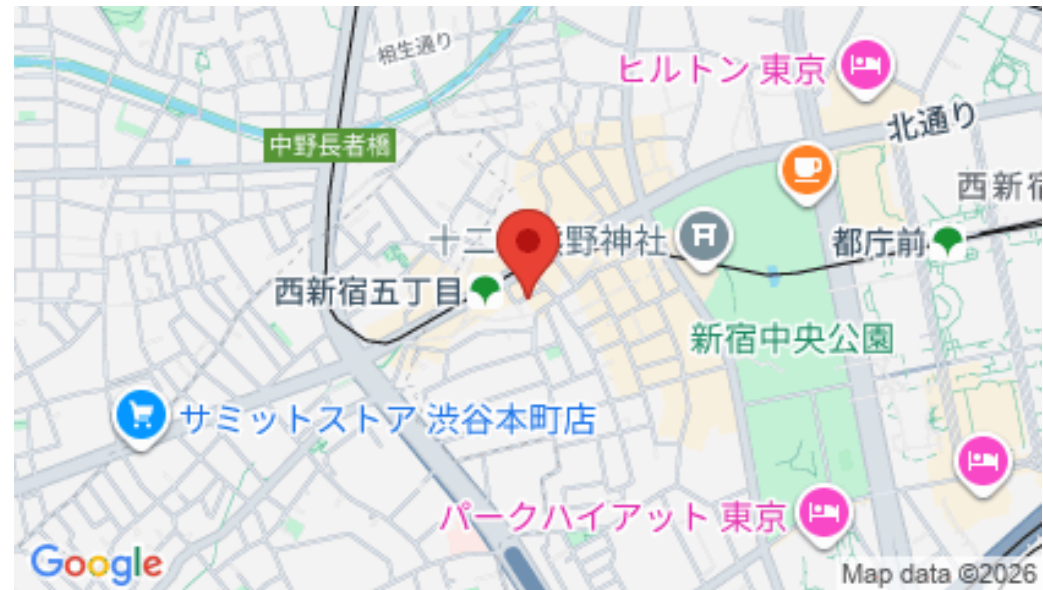 相生通り
ヒルトン 東京
北通り
中野長者橋
西新宿
十二 野神社
都庁前
西新宿五丁目
新宿中央公園
サミットストア 渋谷本町店
パークハイアット 東京
Google
Map data ©2026